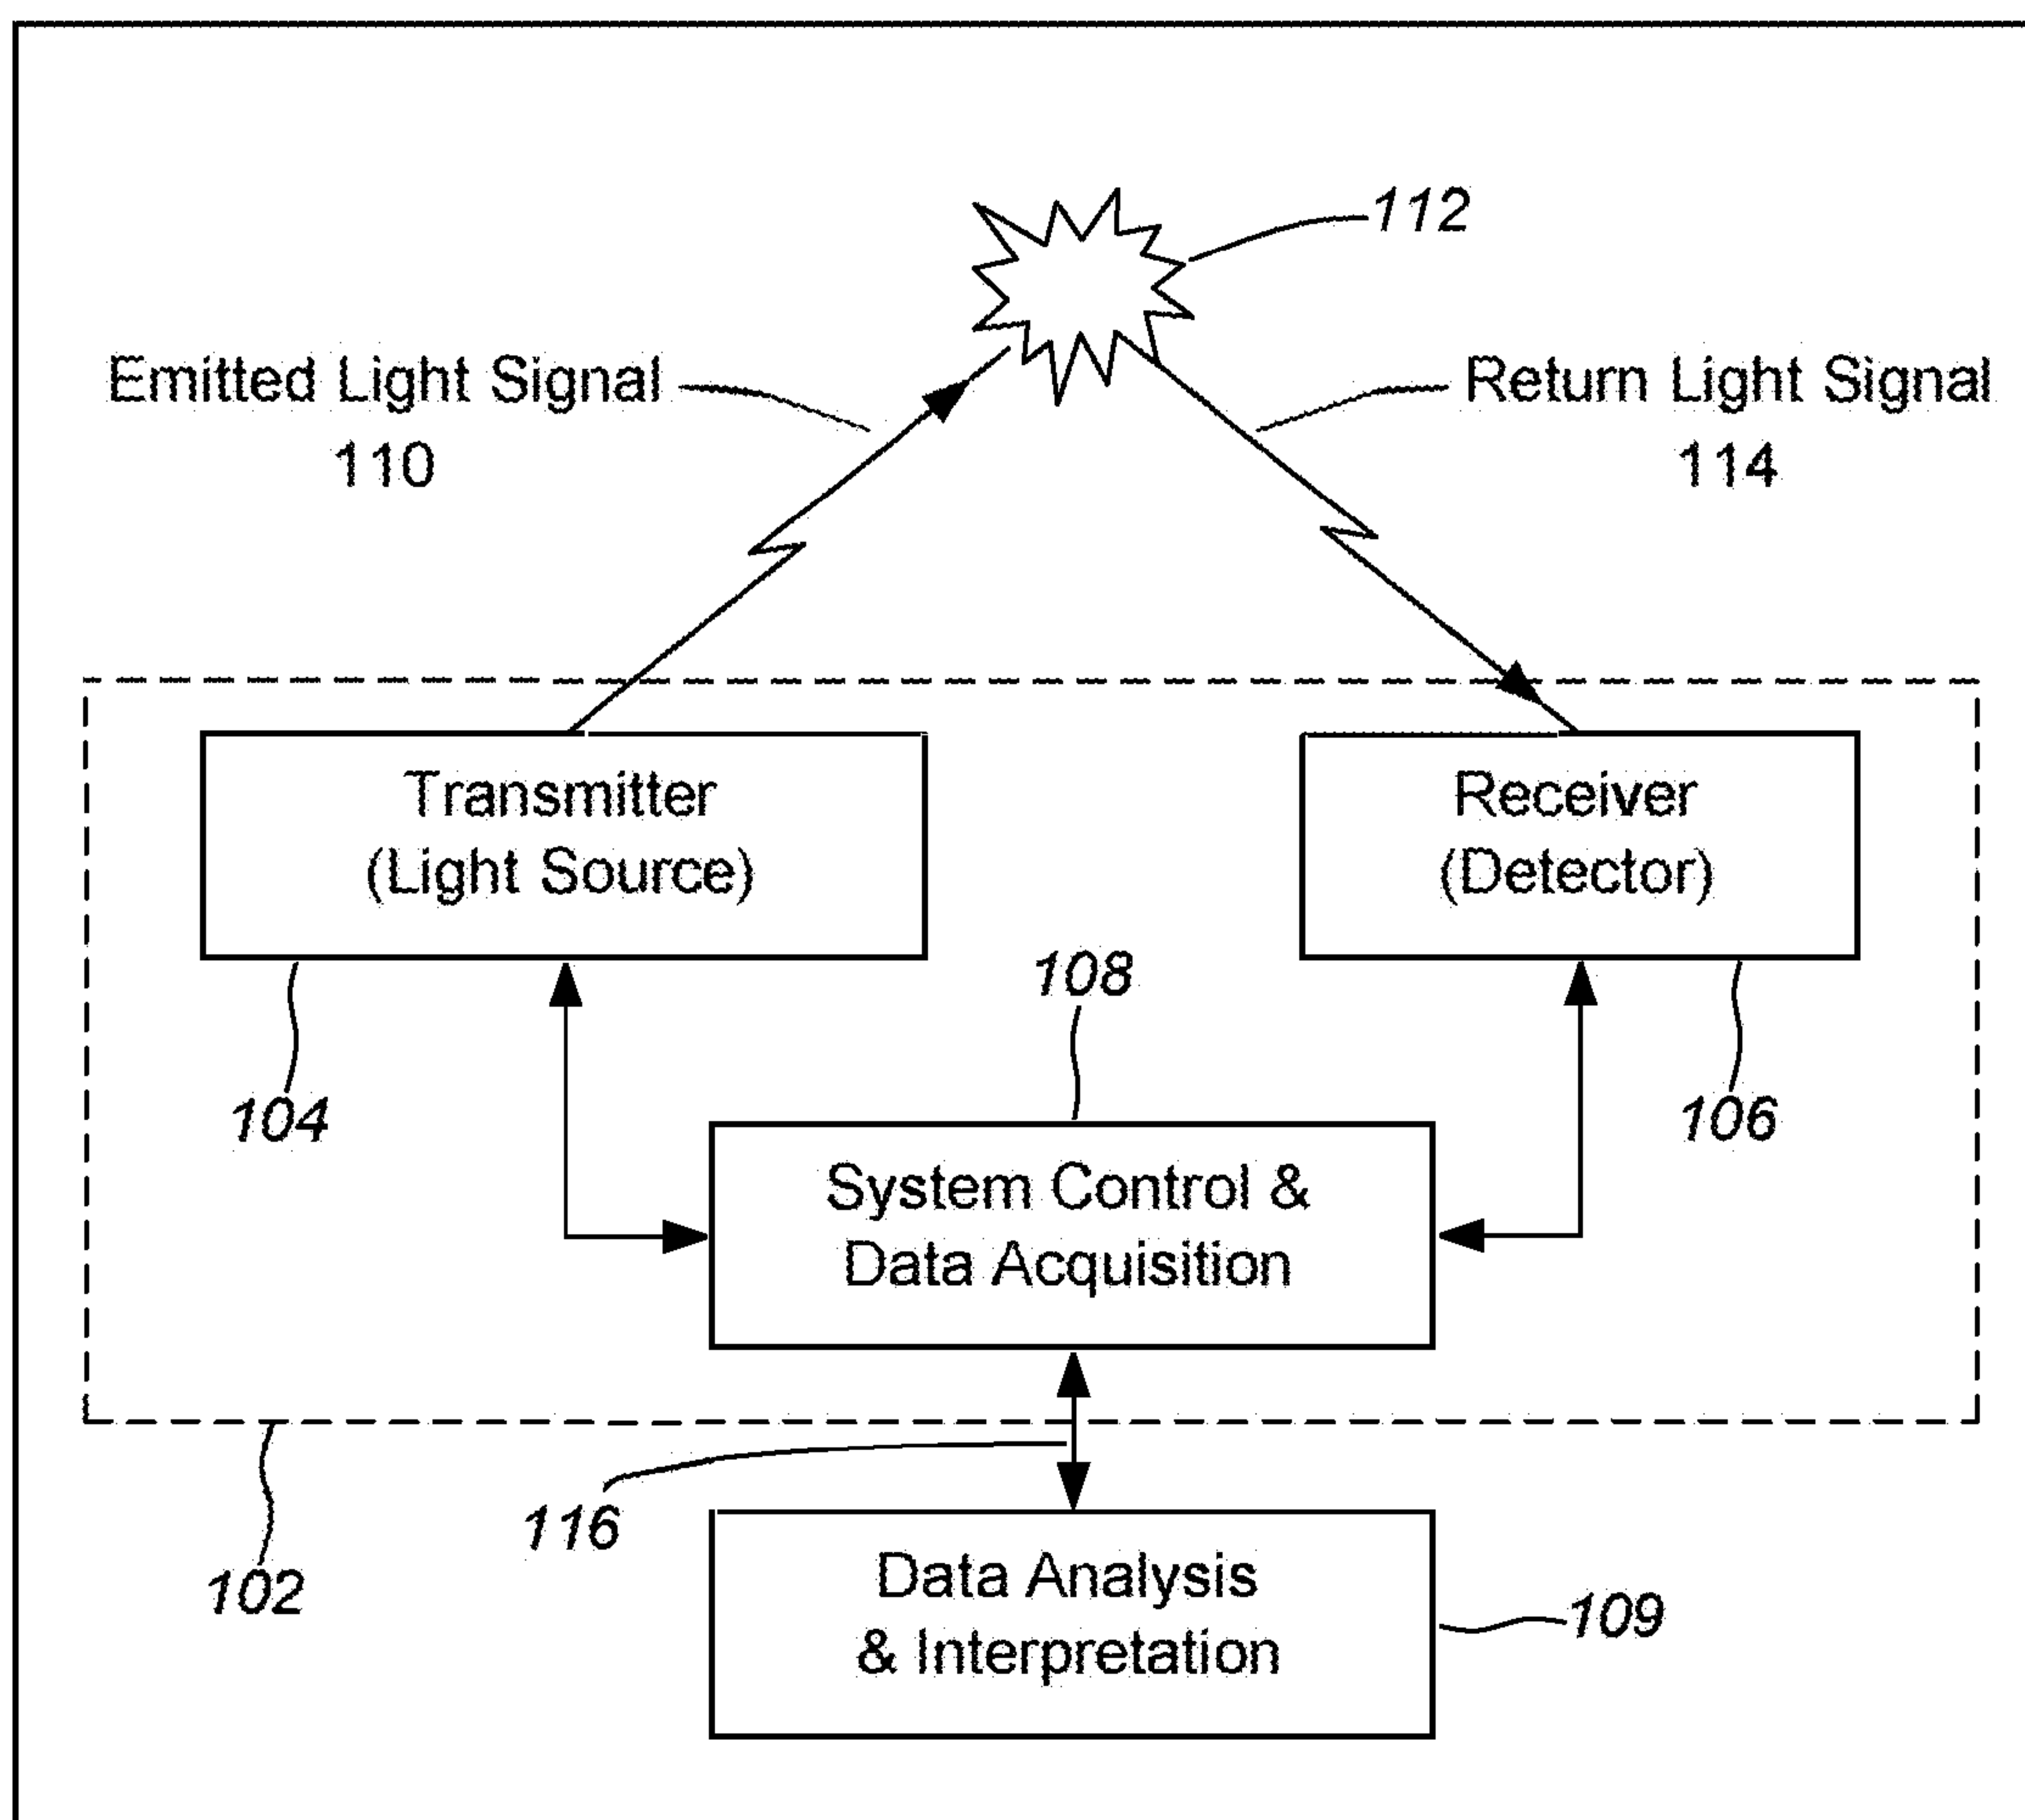 112
Emitted Light Signal
110
Return Light Signal
114
Transmitter
(Light Source)
Receiver
(Detector)
108
104
106
System Control &
Data Acquisition
116
102
Data Analysis
& Interpretation
109